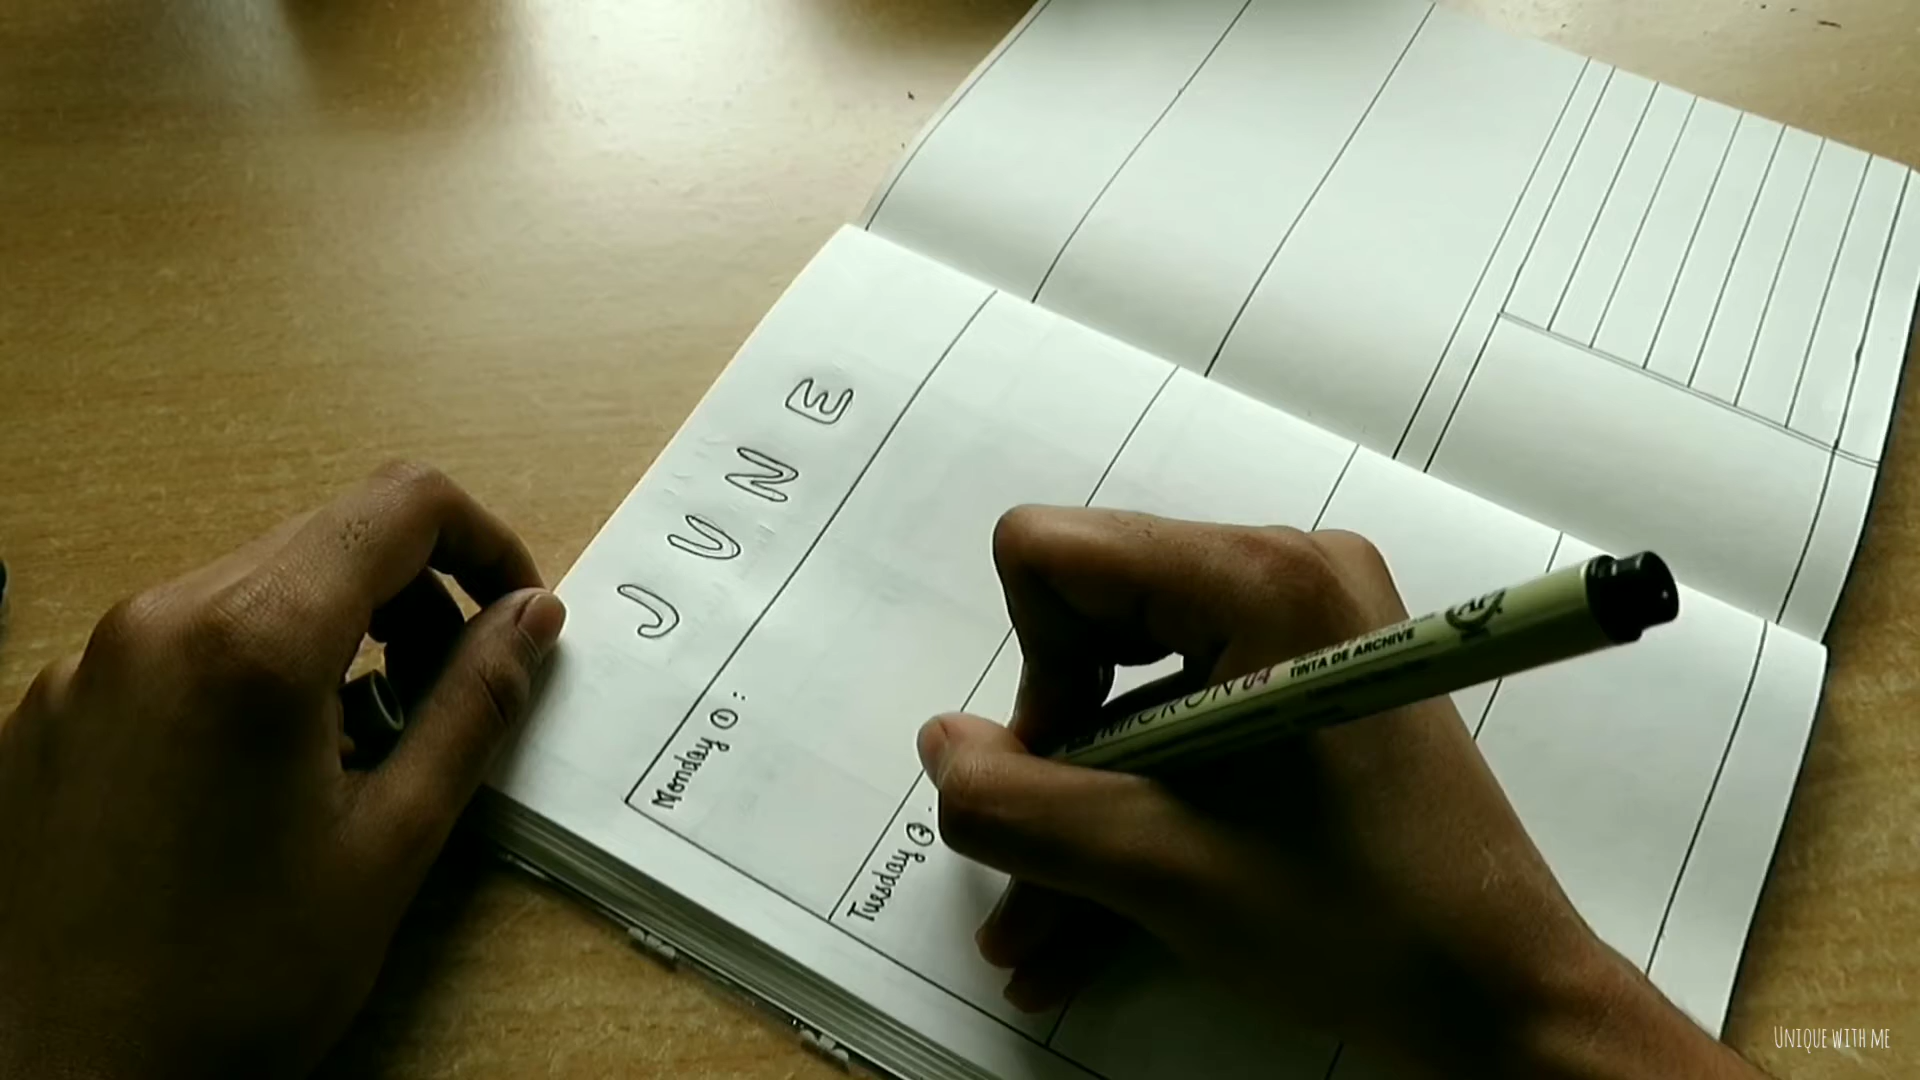 JUNE
Monday ① :
Tuesday ②
MICRON 04
TINTA DE ARCHIVE
UNIQUE WITH ME